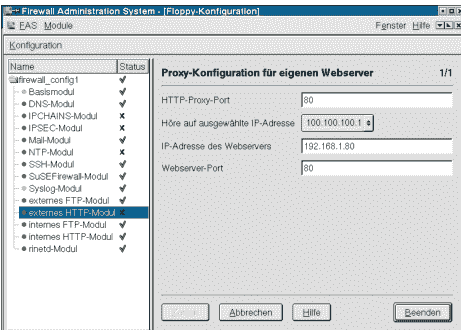 Firewall Administration System - [Floppy-Konfiguration]
FAS Module Fenster Hilfe
Konfiguration
Name Status
firewall_config1
Basismodul
DNS-Modul
IPCHAINS-Modul
IPSEC-Modul
Mail-Modul
NTP-Modul
SSH-Modul
SuSEFirewall-Modul
Syslog-Modul
externes FTP-Modul
externes HTTP-Modul
internes FTP-Modul
internes HTTP-Modul
rinetd-Modul
Proxy-Konfiguration für eigenen Webserver 1/1
HTTP-Proxy-Port 80
Höre auf ausgewählte IP-Adresse 100.100.100.1
IP-Adresse des Webservers 192.168.1.80
Webserver-Port 80
Abbrechen Hilfe Beenden